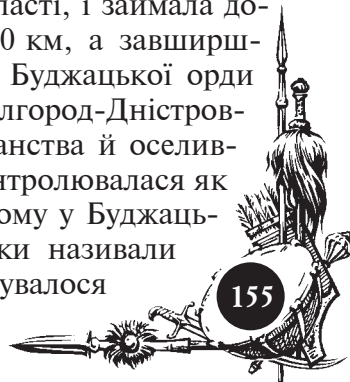 ласті, і займала до-
0 км, а завширш-
Буджацької орди
лгород-Дністров-
анства й оселив-
нтролювалася як
ому у Буджаць-
ки називали
увалося
155